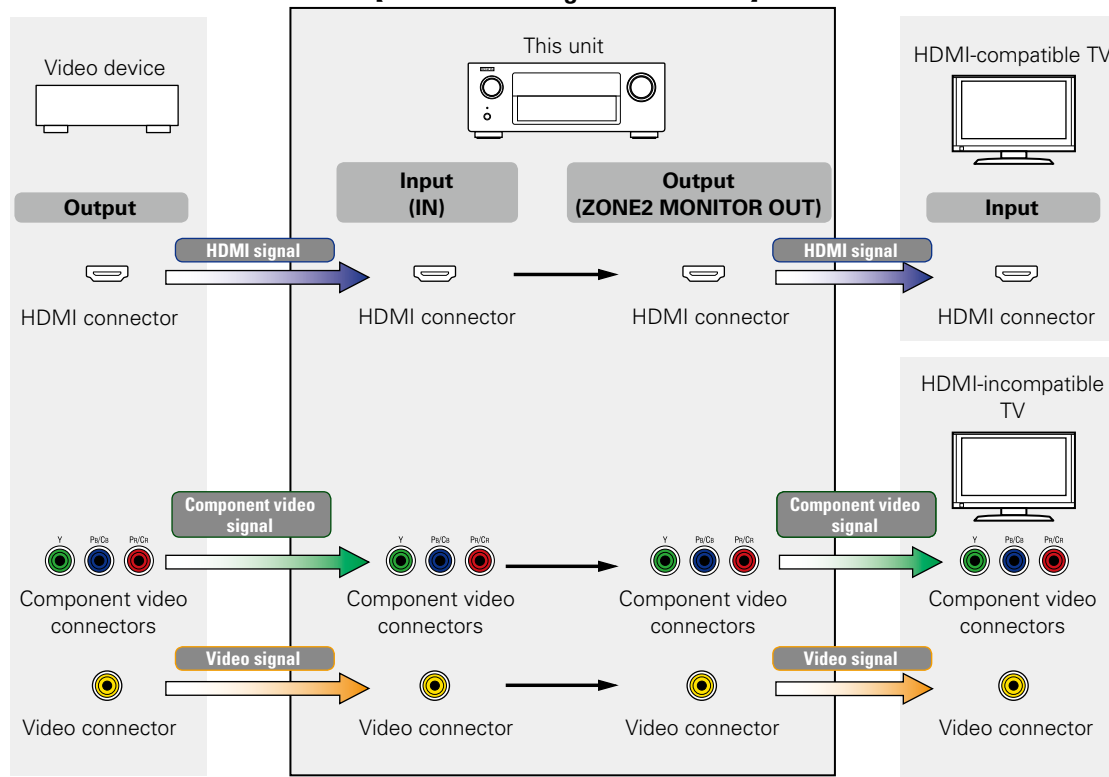 This unit
Video device
HDMI-compatible TV
Input
(IN)
Output
(ZONE2 MONITOR OUT)
Output
Input
HDMI signal
HDMI signal
HDMI connector
HDMI connector
HDMI connector
HDMI connector
HDMI-incompatible
TV
Component video
signal
Component video
signal
Y PB/CB PR/CR
Y PB/CB PR/CR
Y PB/CB PR/CR
Y PB/CB PR/CR
Component video
connectors
Component video
connectors
Component video
connectors
Component video
connectors
Video signal
Video signal
Video connector
Video connector
Video connector
Video connector